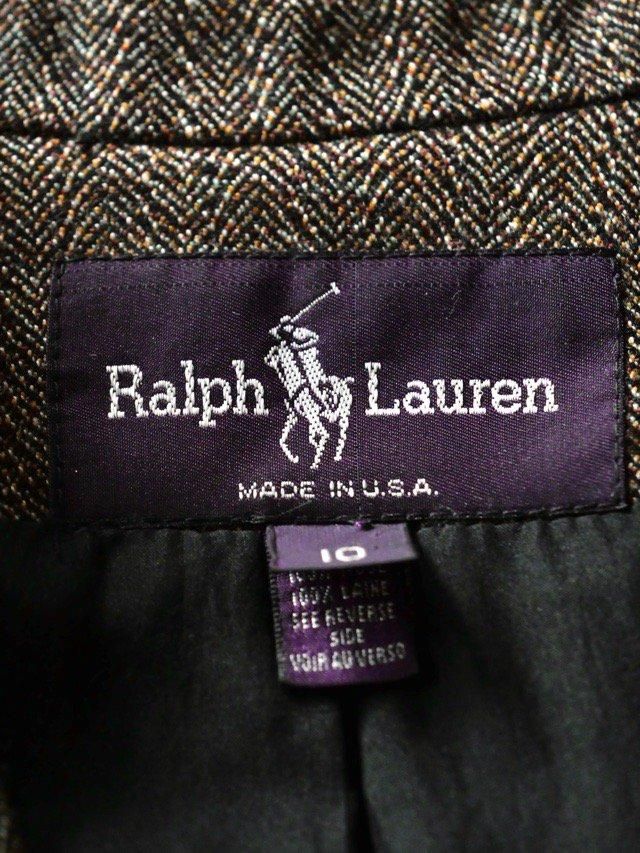 Ralph Lauren
MADE IN U.S.A.
10
100% LAINE
SEE REVERSE
SIDE
VOIR AU VERSO